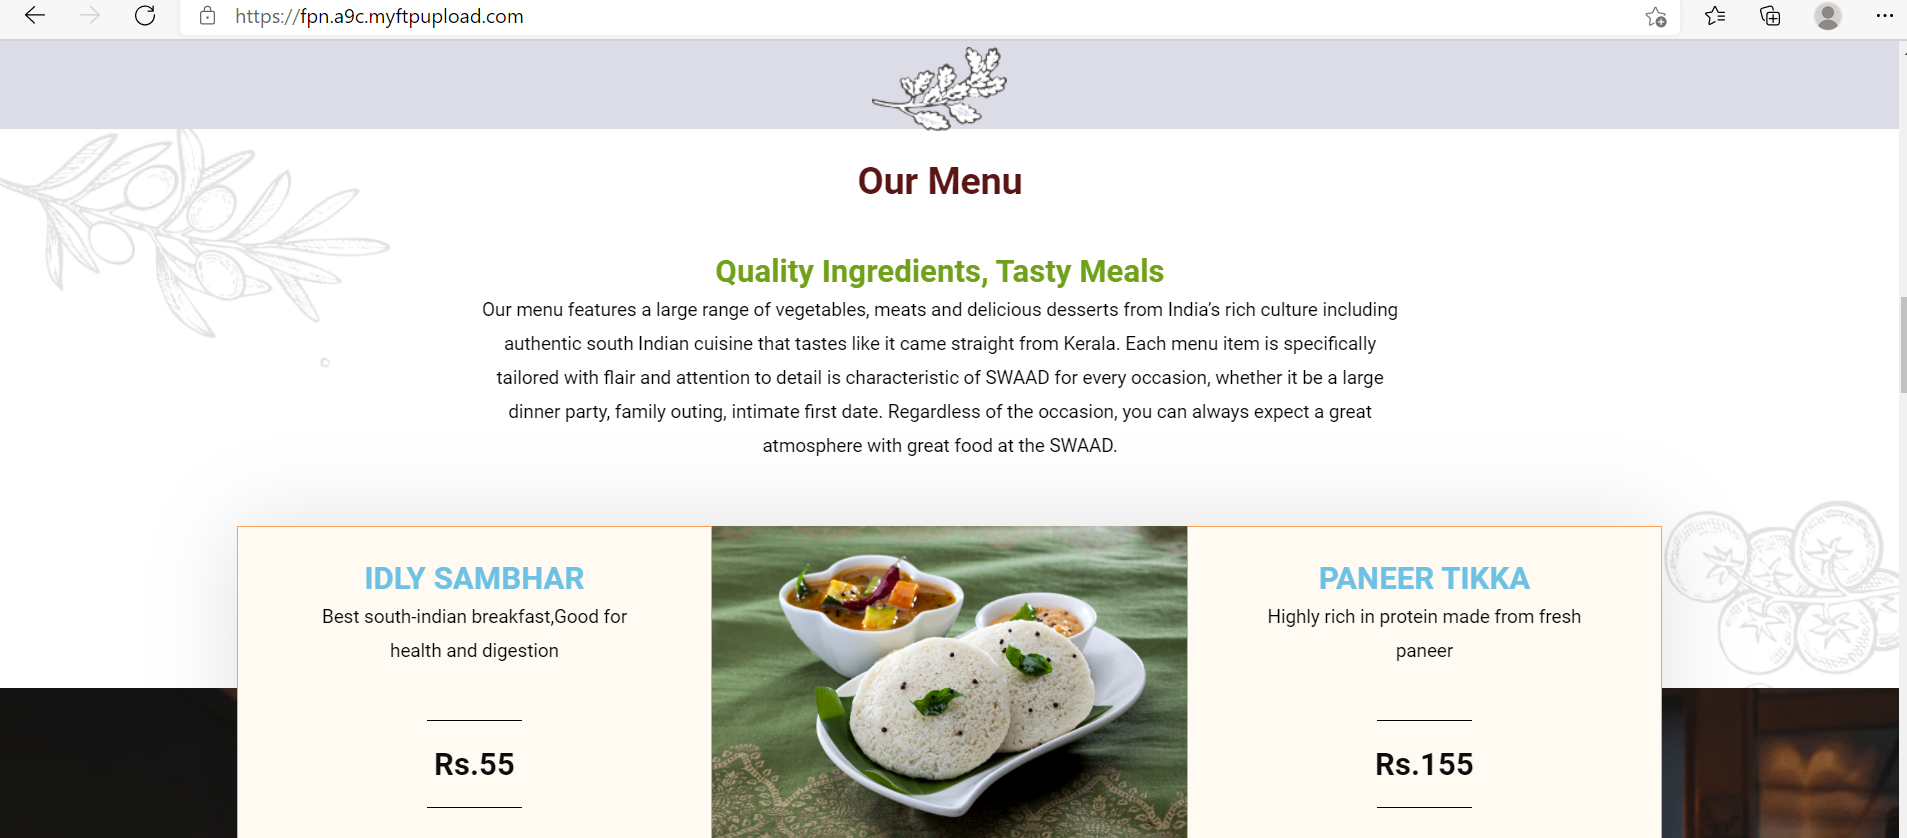 https://fpn.a9c.myftpupload.com
Our Menu
Quality Ingredients, Tasty Meals
Our menu features a large range of vegetables, meats and delicious desserts from India’s rich culture including
authentic south Indian cuisine that tastes like it came straight from Kerala. Each menu item is specifically
tailored with flair and attention to detail is characteristic of SWAAD for every occasion, whether it be a large
dinner party, family outing, intimate first date. Regardless of the occasion, you can always expect a great
atmosphere with great food at the SWAAD.
IDLY SAMBHAR
Best south-indian breakfast,Good for
health and digestion
Rs.55
PANEER TIKKA
Highly rich in protein made from fresh
paneer
Rs.155